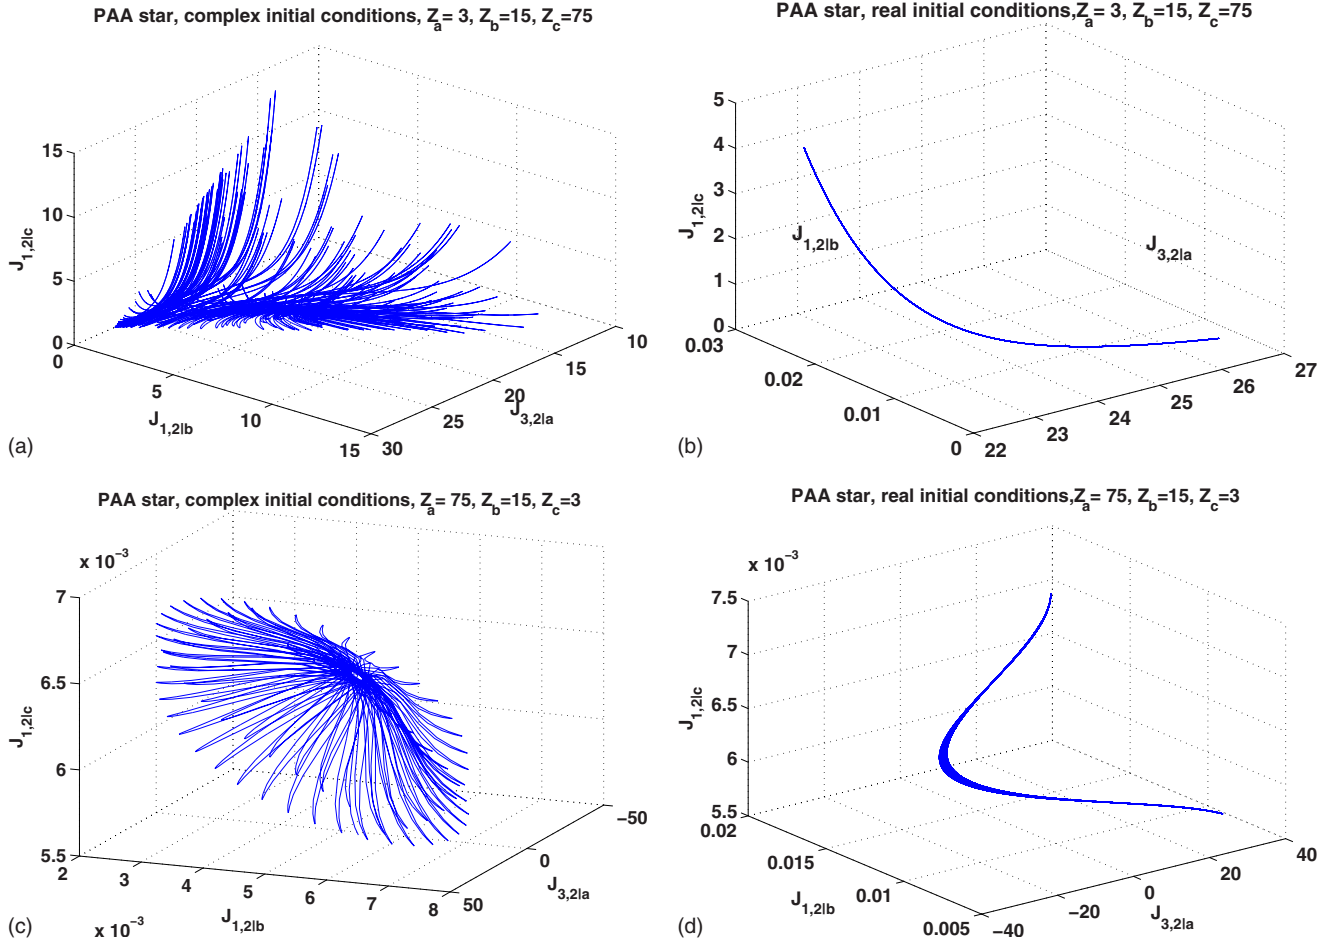 PAA star, complex initial conditions, Z_a= 3, Z_b=15, Z_c=75
15
10
5
0
J_1,2|c
0
5
10
15
J_1,2|b
30
25
20
15
10
J_3,2|a
(a)
PAA star, real initial conditions,Z_a= 3, Z_b=15, Z_c=75
5
4
3
2
1
0
J_1,2|c
J_1,2|b
J_3,2|a
0.03
0.02
0.01
0
22
23
24
25
26
27
(b)
PAA star, complex initial conditions, Z_a= 75, Z_b=15, Z_c=3
x 10^−3
7
6.5
6
5.5
J_1,2|c
2
3
4
5
6
7
8
J_1,2|b
x 10^−3
50
0
−50
J_3,2|a
(c)
PAA star, real initial conditions,Z_a= 75, Z_b=15, Z_c=3
x 10^−3
7.5
7
6.5
6
5.5
J_1,2|c
0.02
0.015
0.01
0.005
J_1,2|b
−40
−20
0
20
40
J_3,2|a
(d)